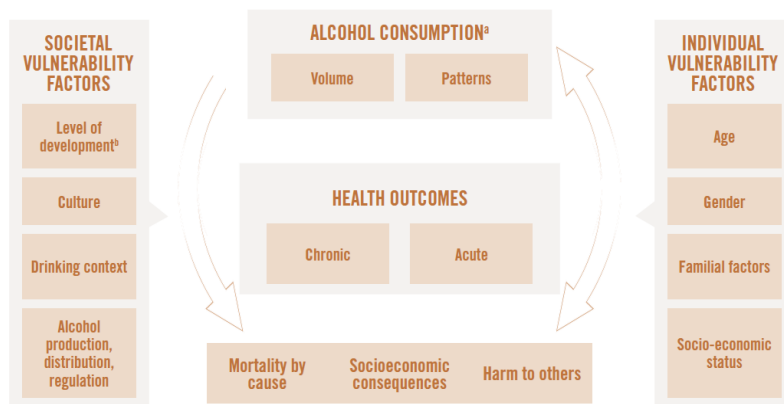 SOCIETAL
VULNERABILITY
FACTORS
Level of
developmentᵇ
Culture
Drinking context
Alcohol
production,
distribution,
regulation
ALCOHOL CONSUMPTIONᵃ
Volume
Patterns
HEALTH OUTCOMES
Chronic
Acute
Mortality by
cause
Socioeconomic
consequences
Harm to others
INDIVIDUAL
VULNERABILITY
FACTORS
Age
Gender
Familial factors
Socio-economic
status